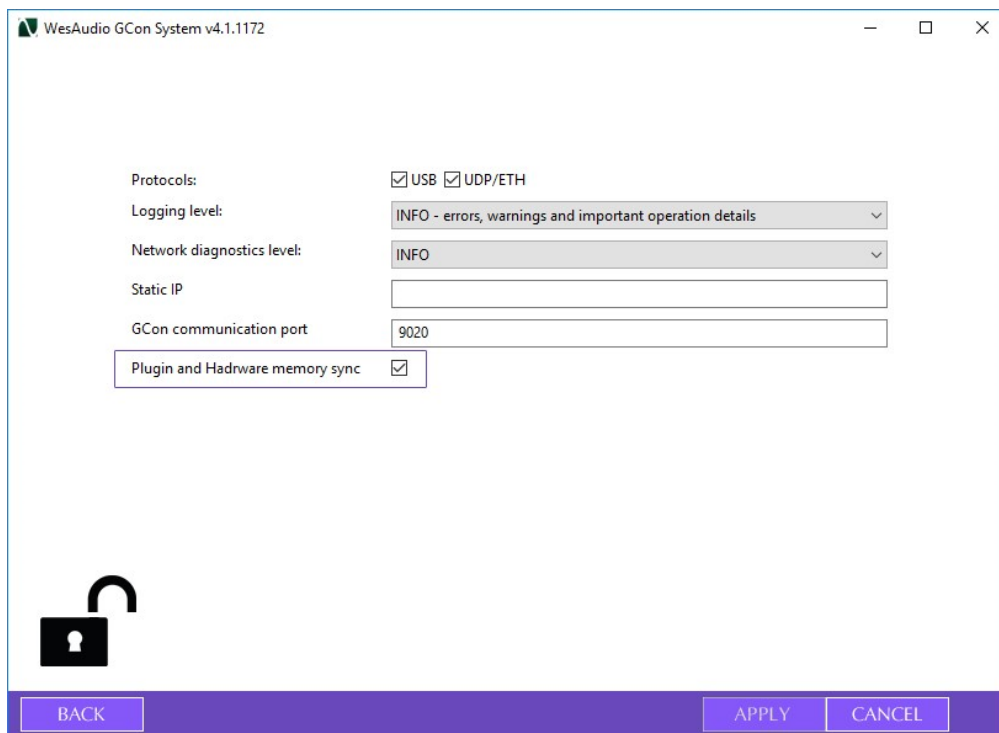 WesAudio GCon System v4.1.1172
Protocols: USB UDP/ETH
Logging level: INFO - errors, warnings and important operation details
Network diagnostics level: INFO
Static IP
GCon communication port 9020
Plugin and Hadrware memory sync
BACK APPLY CANCEL